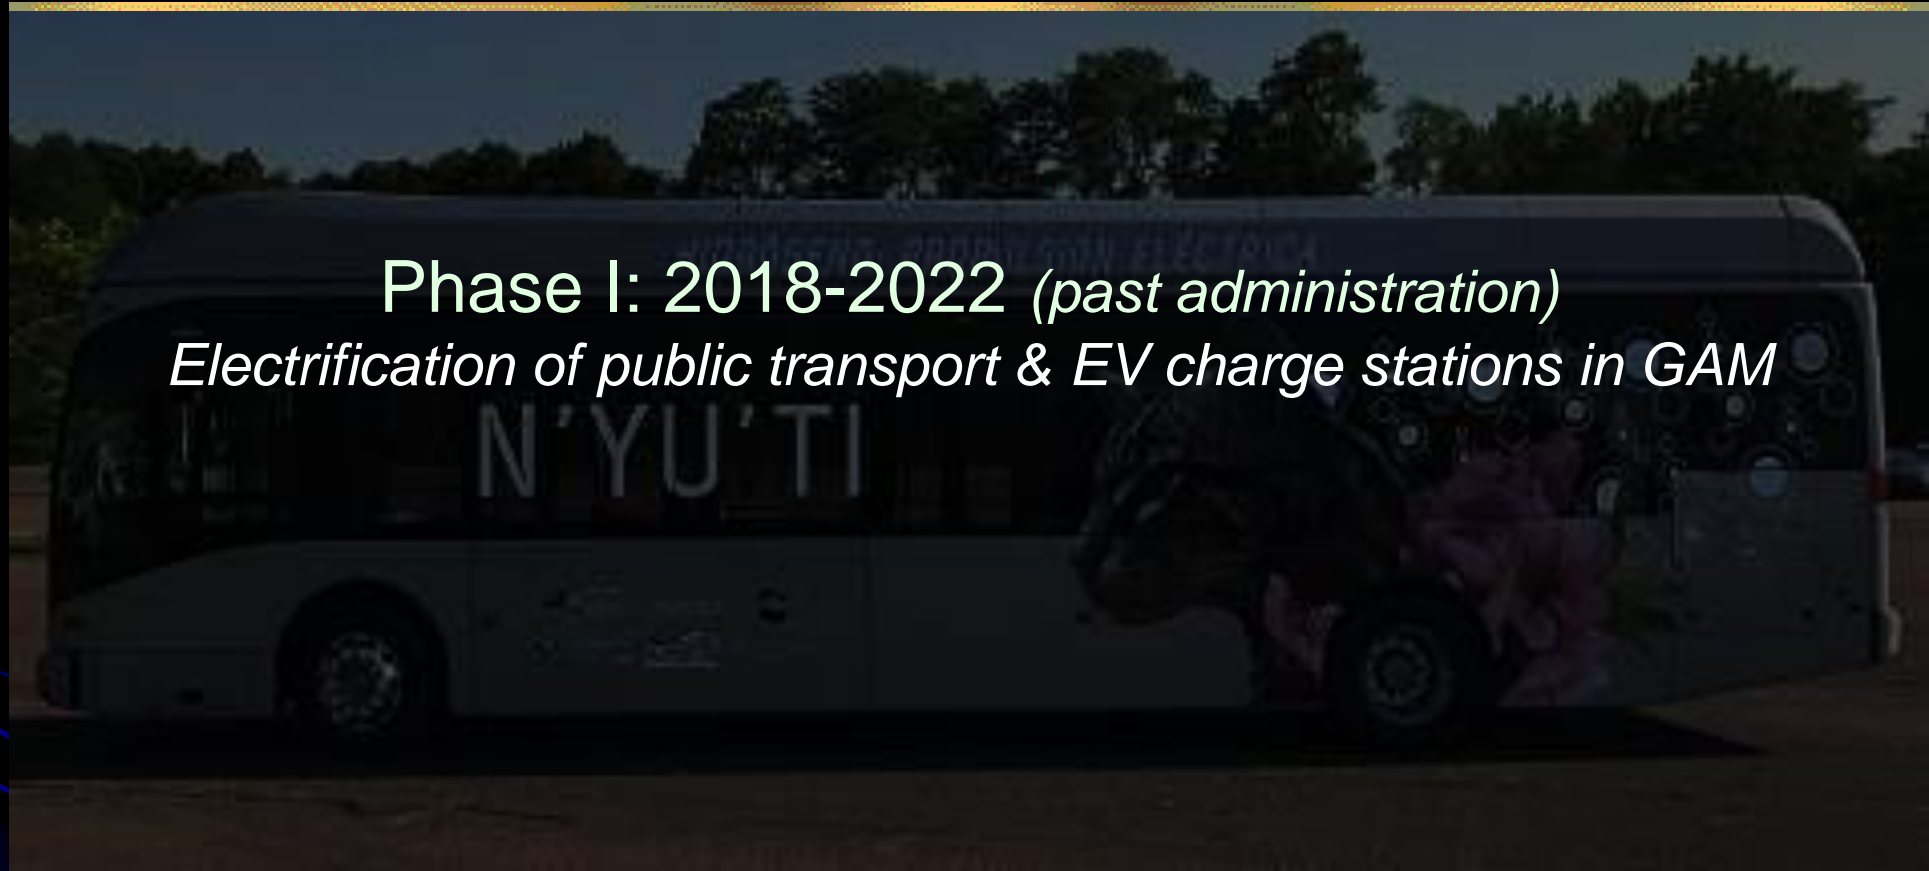 Phase I: 2018-2022 (past administration)
Electrification of public transport & EV charge stations in GAM
N'YU'TI